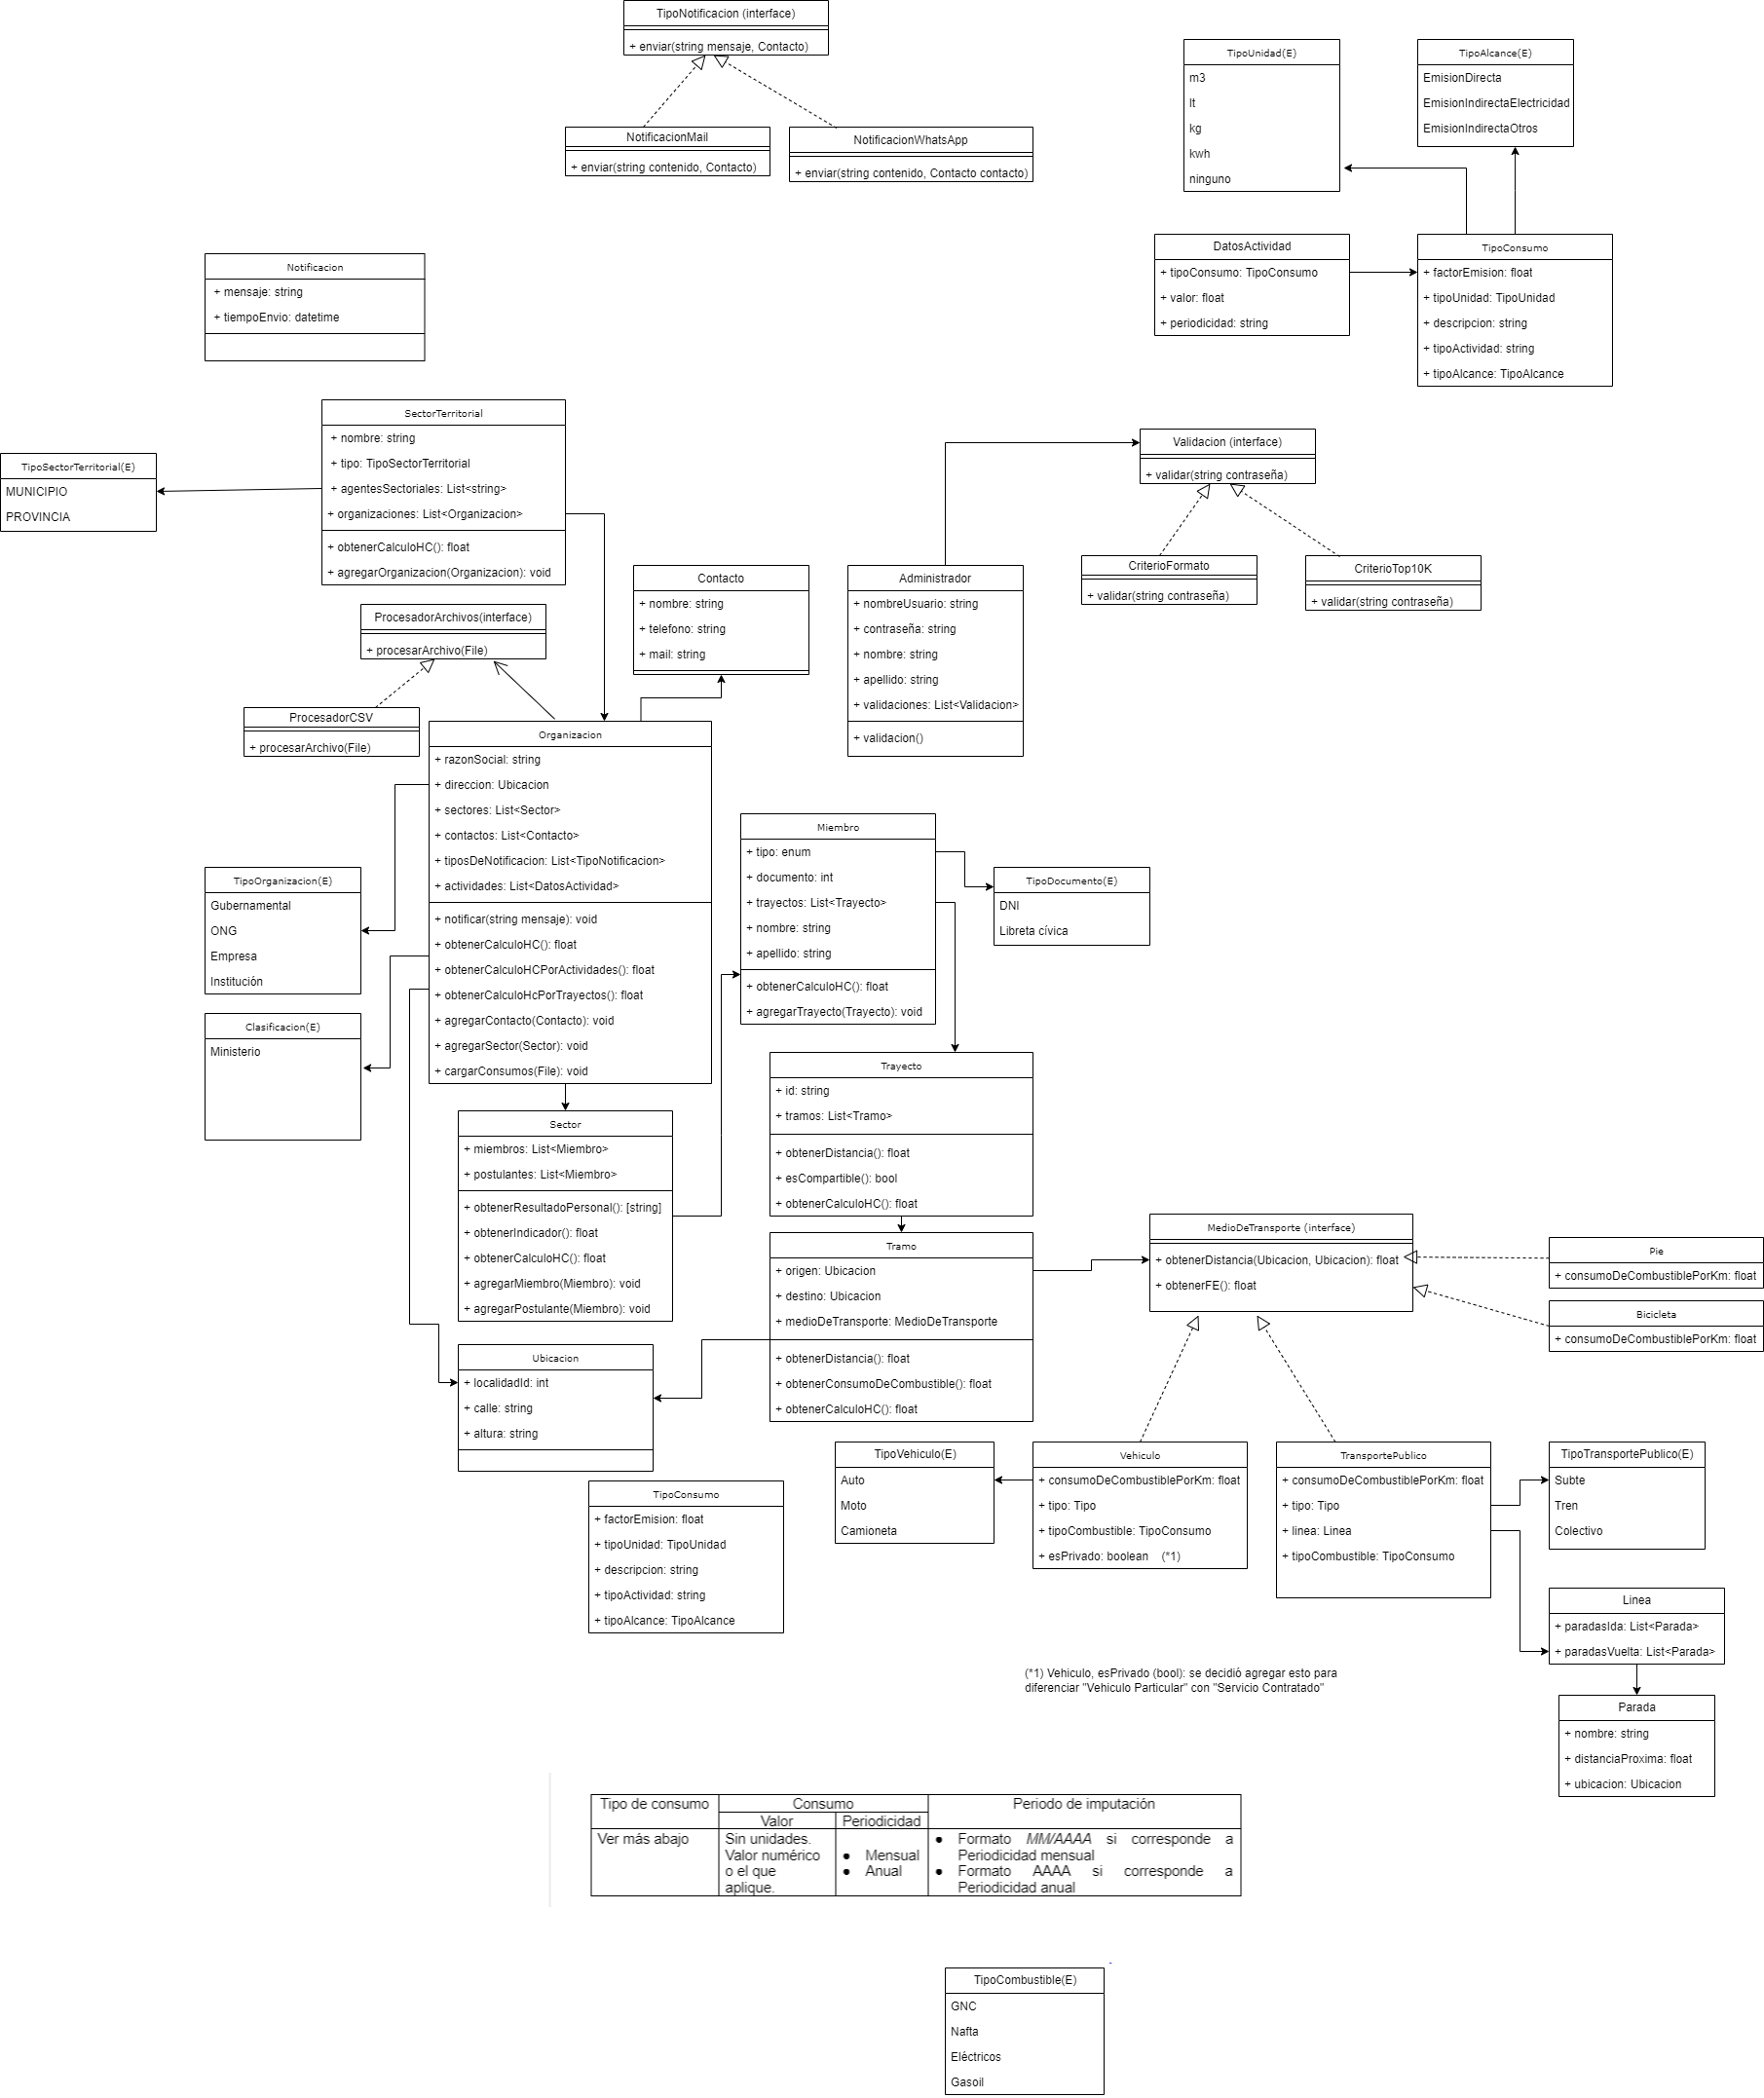 TipoNotificacion (interface)
+ enviar(string mensaje, Contacto)
NotificacionMail
+ enviar(string contenido, Contacto)
NotificacionWhatsApp
+ enviar(string contenido, Contacto contacto)
TipoUnidad(E)
m3
lt
kg
kwh
ninguno
TipoAlcance(E)
EmisionDirecta
EmisionIndirectaElectricidad
EmisionIndirectaOtros
DatosActividad
+ tipoConsumo: TipoConsumo
+ valor: float
+ periodicidad: string
TipoConsumo
+ factorEmision: float
+ tipoUnidad: TipoUnidad
+ descripcion: string
+ tipoActividad: string
+ tipoAlcance: TipoAlcance
Notificacion
+ mensaje: string
+ tiempoEnvio: datetime
SectorTerritorial
+ nombre: string
+ tipo: TipoSectorTerritorial
+ agentesSectoriales: List<string>
+ organizaciones: List<Organizacion>
+ obtenerCalculoHC(): float
+ agregarOrganizacion(Organizacion): void
TipoSectorTerritorial(E)
MUNICIPIO
PROVINCIA
Validacion (interface)
+ validar(string contraseña)
CriterioFormato
+ validar(string contraseña)
CriterioTop10K
+ validar(string contraseña)
Contacto
+ nombre: string
+ telefono: string
+ mail: string
Administrador
+ nombreUsuario: string
+ contraseña: string
+ nombre: string
+ apellido: string
+ validaciones: List<Validacion>
+ validacion()
ProcesadorArchivos(interface)
+ procesarArchivo(File)
ProcesadorCSV
+ procesarArchivo(File)
Organizacion
+ razonSocial: string
+ direccion: Ubicacion
+ sectores: List<Sector>
+ contactos: List<Contacto>
+ tiposDeNotificacion: List<TipoNotificacion>
+ actividades: List<DatosActividad>
+ notificar(string mensaje): void
+ obtenerCalculoHC(): float
+ obtenerCalculoHCPorActividades(): float
+ obtenerCalculoHcPorTrayectos(): float
+ agregarContacto(Contacto): void
+ agregarSector(Sector): void
+ cargarConsumos(File): void
TipoOrganizacion(E)
Gubernamental
ONG
Empresa
Institución
Clasificacion(E)
Ministerio
Miembro
+ tipo: enum
+ documento: int
+ trayectos: List<Trayecto>
+ nombre: string
+ apellido: string
+ obtenerCalculoHC(): float
+ agregarTrayecto(Trayecto): void
TipoDocumento(E)
DNI
Libreta cívica
Trayecto
+ id: string
+ tramos: List<Tramo>
+ obtenerDistancia(): float
+ esCompartible(): bool
+ obtenerCalculoHC(): float
Sector
+ miembros: List<Miembro>
+ postulantes: List<Miembro>
+ obtenerResultadoPersonal(): [string]
+ obtenerIndicador(): float
+ obtenerCalculoHC(): float
+ agregarMiembro(Miembro): void
+ agregarPostulante(Miembro): void
Tramo
+ origen: Ubicacion
+ destino: Ubicacion
+ medioDeTransporte: MedioDeTransporte
+ obtenerDistancia(): float
+ obtenerConsumoDeCombustible(): float
+ obtenerCalculoHC(): float
MedioDeTransporte (interface)
+ obtenerDistancia(Ubicacion, Ubicacion): float
+ obtenerFE(): float
Pie
+ consumoDeCombustiblePorKm: float
Bicicleta
+ consumoDeCombustiblePorKm: float
Ubicacion
+ localidadId: int
+ calle: string
+ altura: string
TipoVehiculo(E)
Auto
Moto
Camioneta
Vehiculo
+ consumoDeCombustiblePorKm: float
+ tipo: Tipo
+ tipoCombustible: TipoConsumo
+ esPrivado: boolean (*1)
TransportePublico
+ consumoDeCombustiblePorKm: float
+ tipo: Tipo
+ linea: Linea
+ tipoCombustible: TipoConsumo
TipoTransportePublico(E)
Subte
Tren
Colectivo
TipoConsumo
+ factorEmision: float
+ tipoUnidad: TipoUnidad
+ descripcion: string
+ tipoActividad: string
+ tipoAlcance: TipoAlcance
Linea
+ paradasIda: List<Parada>
+ paradasVuelta: List<Parada>
(*1) Vehiculo, esPrivado (bool): se decidió agregar esto para
diferenciar "Vehiculo Particular" con "Servicio Contratado"
Parada
+ nombre: string
+ distanciaProxima: float
+ ubicacion: Ubicacion
Tipo de consumo
Consumo
Periodo de imputación
Valor
Periodicidad
Ver más abajo
Sin unidades.
Valor numérico
o el que
aplique.
● Mensual
● Anual
● Formato MM/AAAA si corresponde a
Periodicidad mensual
● Formato AAAA si corresponde a
Periodicidad anual
TipoCombustible(E)
GNC
Nafta
Eléctricos
Gasoil